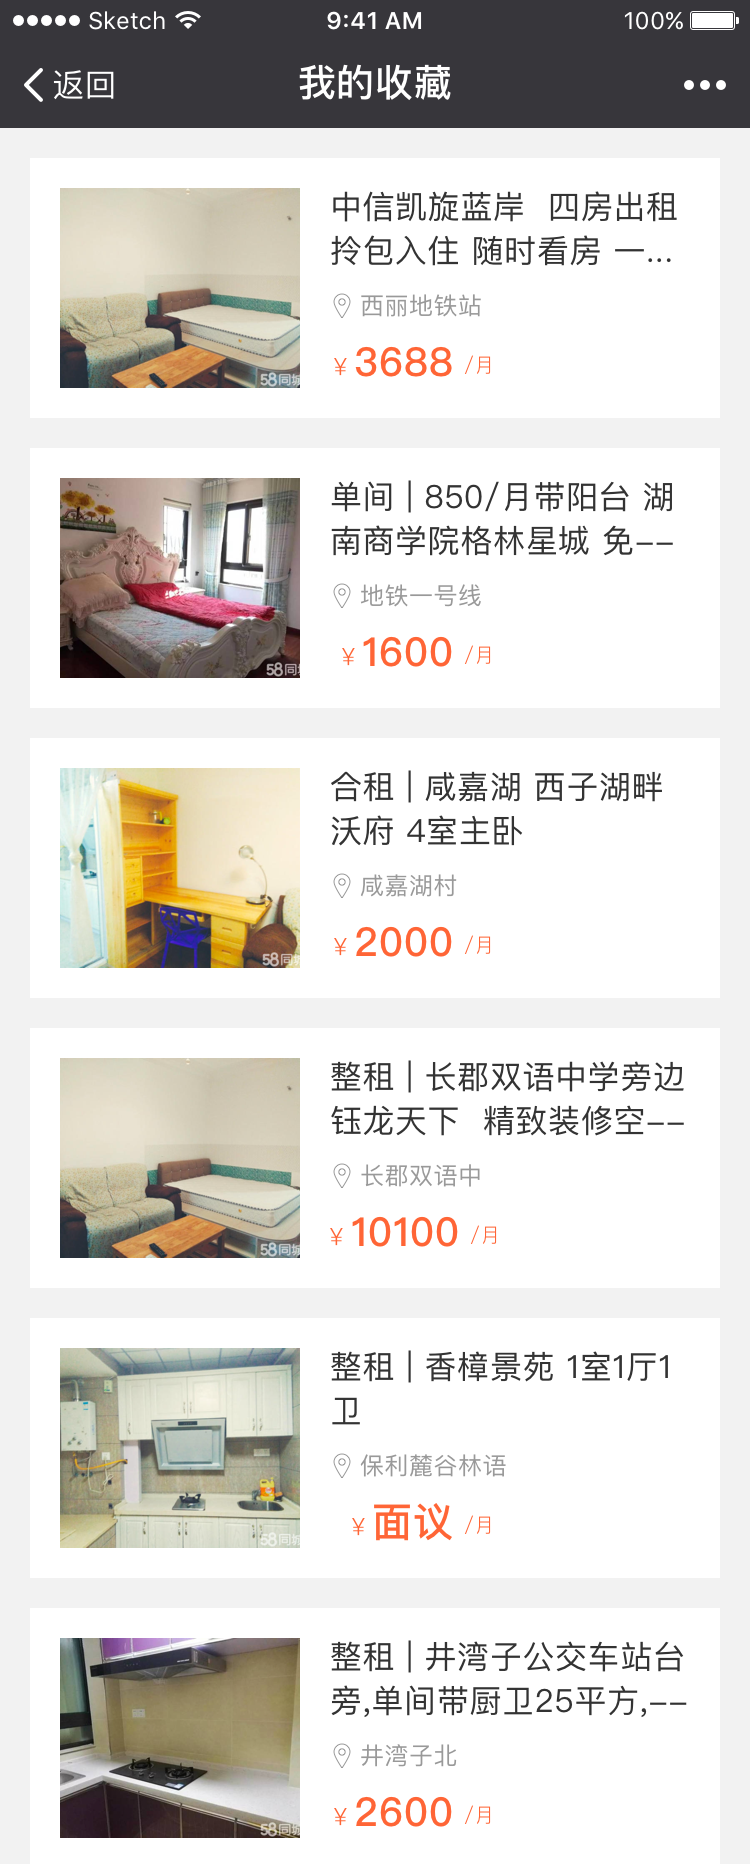 Sketch 9:41 AM 100%
返回 我的收藏
中信凯旋蓝岸 四房出租
拎包入住 随时看房 一...
西丽地铁站
¥3688 /月
58同城
单间 | 850/月带阳台 湖
南商学院格林星城 免--
地铁一号线
¥1600 /月
58同
合租 | 咸嘉湖 西子湖畔
沃府 4室主卧
咸嘉湖村
¥2000 /月
58同
整租 | 长郡双语中学旁边
钰龙天下 精致装修空--
长郡双语中
¥10100 /月
58同城
整租 | 香樟景苑 1室1厅1
卫
保利麓谷林语
¥面议 /月
58同城
整租 | 井湾子公交车站台
旁,单间带厨卫25平方,--
井湾子北
¥2600 /月
58同城